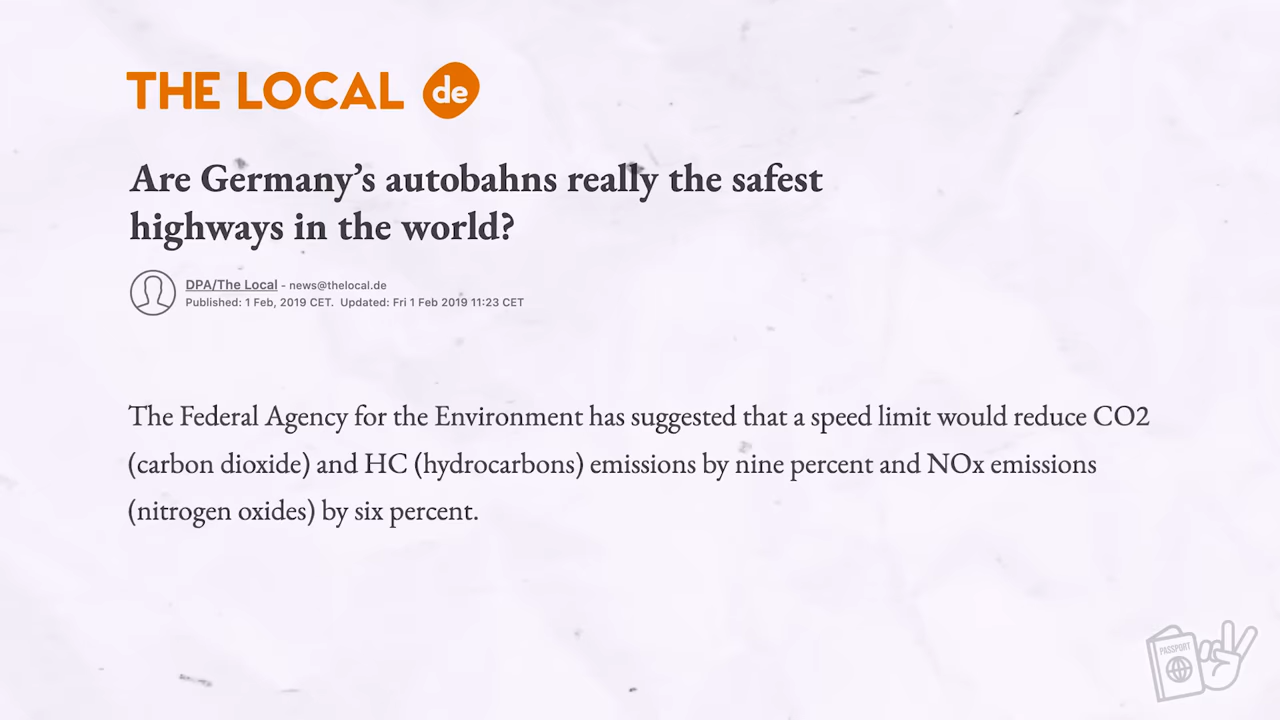 THE LOCAL de
Are Germany’s autobahns really the safest
highways in the world?
DPA/The Local - news@thelocal.de
Published: 1 Feb, 2019 CET. Updated: Fri 1 Feb 2019 11:23 CET
The Federal Agency for the Environment has suggested that a speed limit would reduce CO2
(carbon dioxide) and HC (hydrocarbons) emissions by nine percent and NOx emissions
(nitrogen oxides) by six percent.
PASSPORT